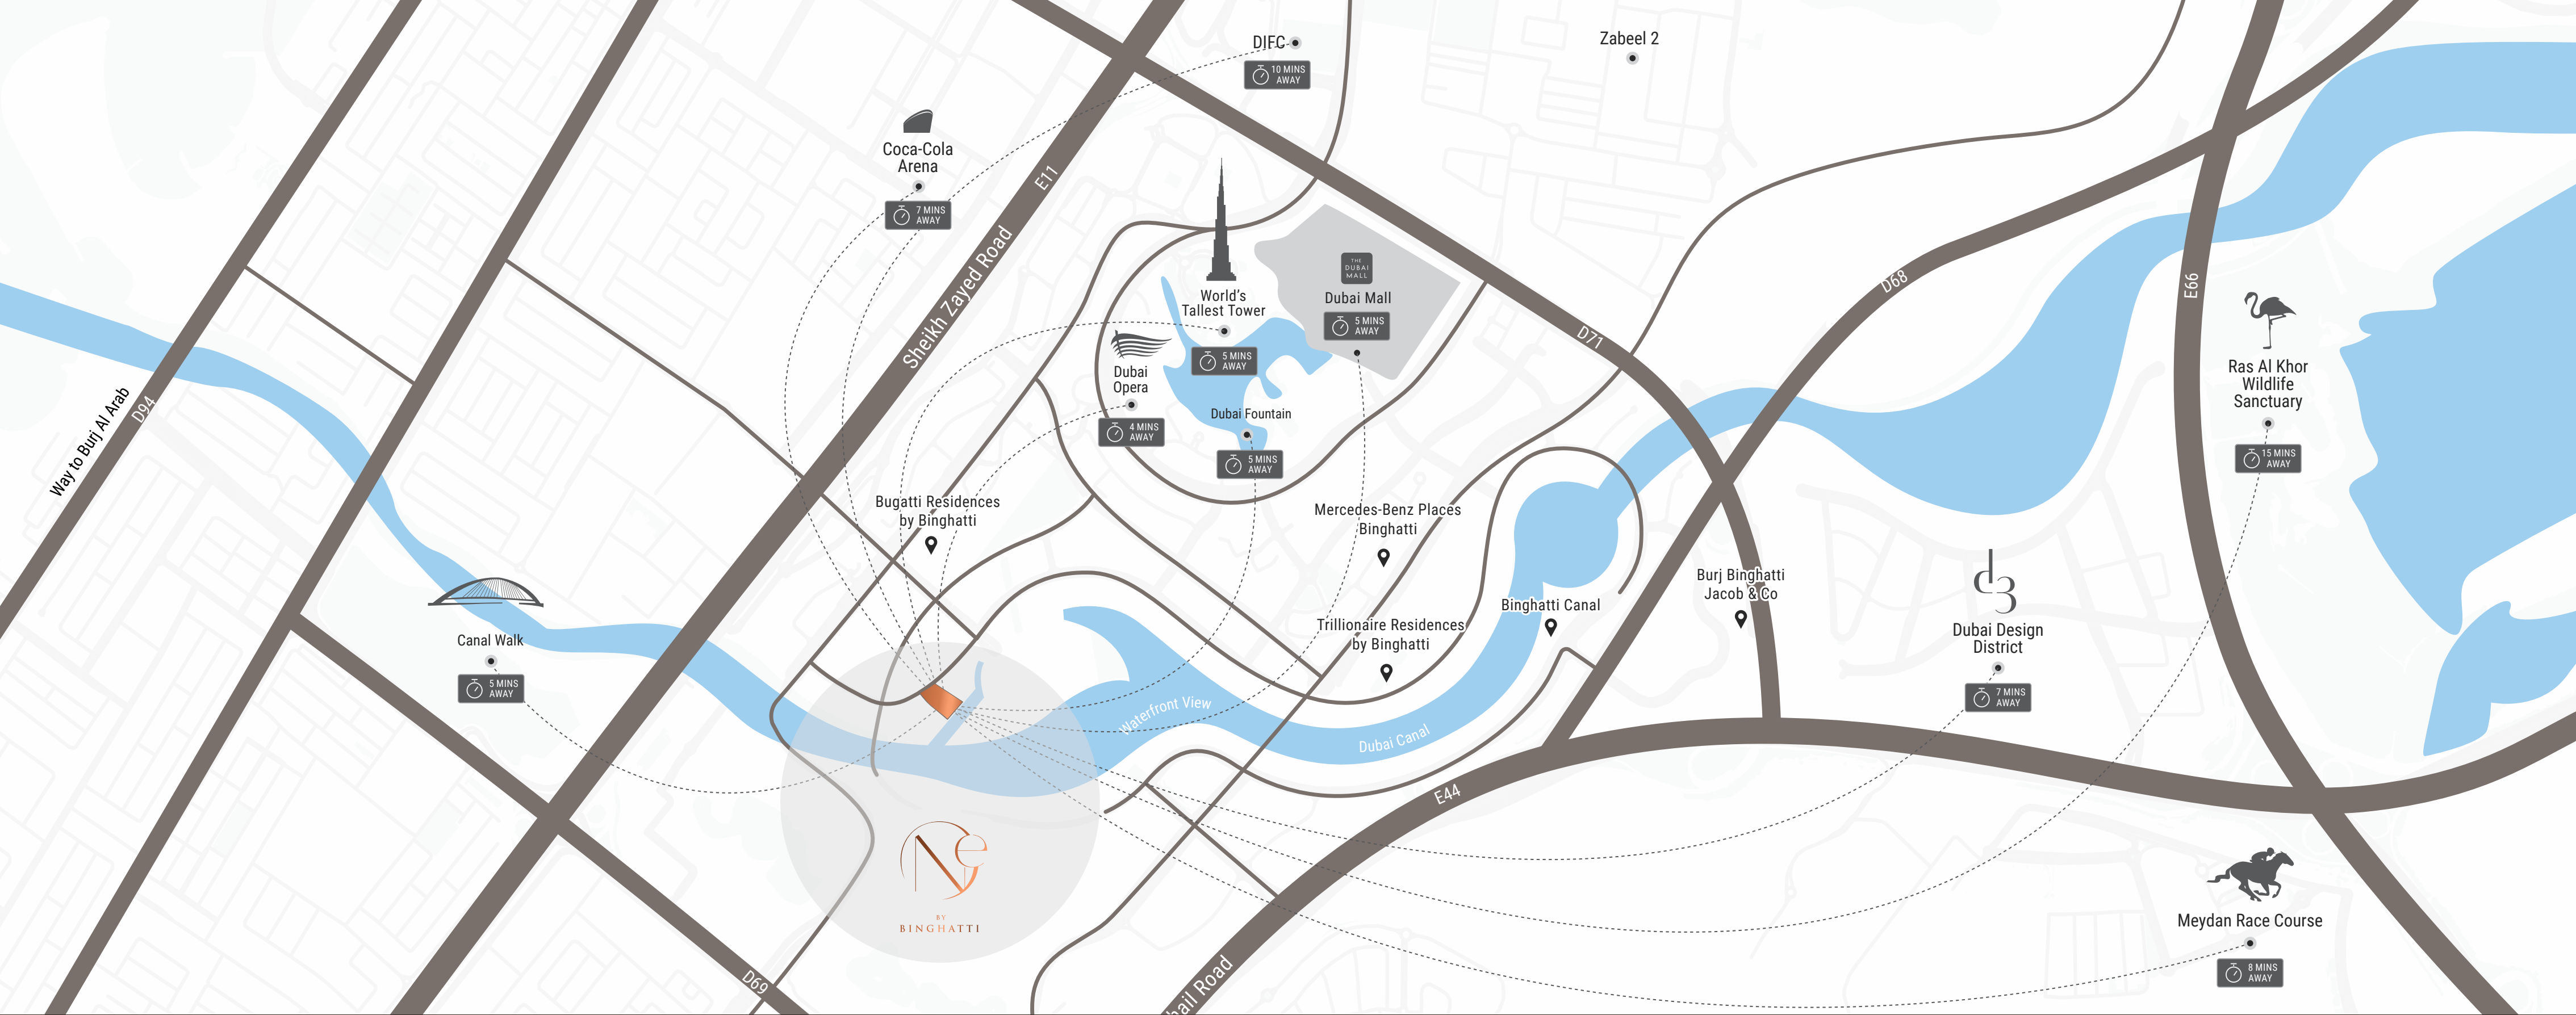 DIFC
10 MINS
AWAY
Zabeel 2
Coca-Cola
Arena
7 MINS
AWAY
E11
Sheikh Zayed Road
THE
DUBAI
MALL
Dubai Mall
5 MINS
AWAY
World's
Tallest Tower
5 MINS
AWAY
Dubai
Opera
4 MINS
AWAY
Dubai Fountain
5 MINS
AWAY
D71
D68
E66
Ras Al Khor
Wildlife
Sanctuary
15 MINS
AWAY
Way to Burj Al Arab
D94
Bugatti Residences
by Binghatti
Mercedes-Benz Places
Binghatti
Burj Binghatti
Jacob & Co
Binghatti Canal
Trillionaire Residences
by Binghatti
d3
Dubai Design
District
7 MINS
AWAY
Canal Walk
5 MINS
AWAY
Waterfront View
Dubai Canal
E44
BY
BINGHATTI
Meydan Race Course
8 MINS
AWAY
D69
Road